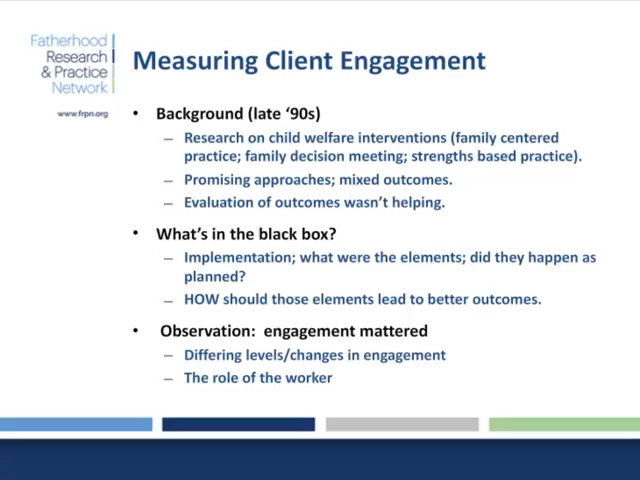 Fatherhood
Research
& Practice
Network
www.frpn.org
Measuring Client Engagement
• Background (late ‘90s)
– Research on child welfare interventions (family centered
practice; family decision meeting; strengths based practice).
– Promising approaches; mixed outcomes.
– Evaluation of outcomes wasn’t helping.
• What’s in the black box?
– Implementation; what were the elements; did they happen as
planned?
– HOW should those elements lead to better outcomes.
• Observation: engagement mattered
– Differing levels/changes in engagement
– The role of the worker